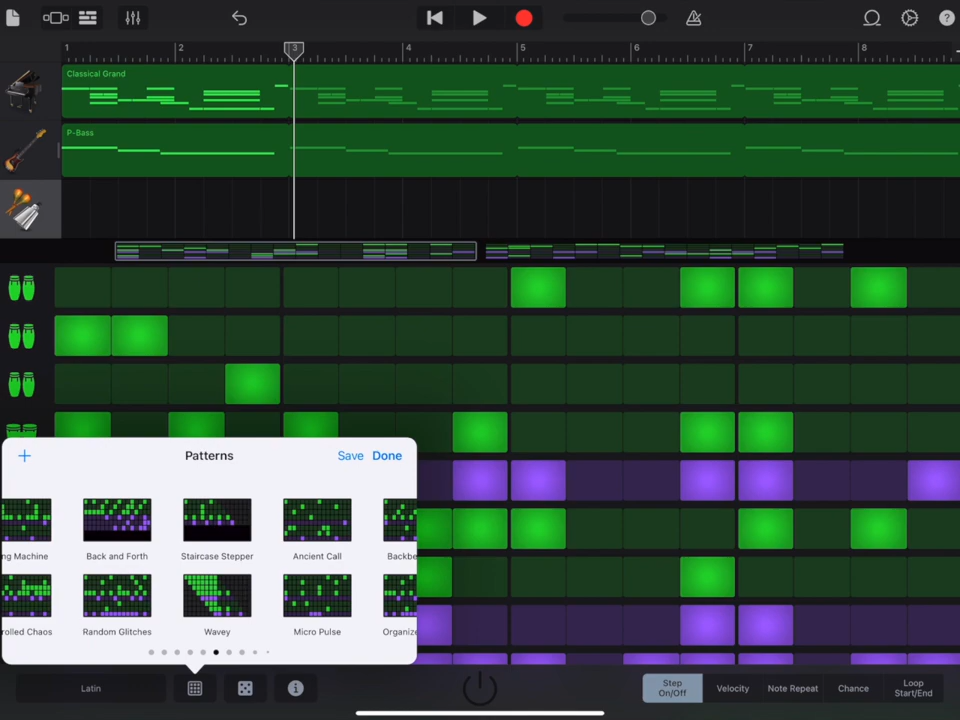 ?
1 2 3 4 5 6 7 8
Classical Grand
P-Bass
Patterns Save Done
ng Machine Back and Forth Staircase Stepper Ancient Call Backbe
rolled Chaos Random Glitches Wavey Micro Pulse Organize
Latin
i
Step
On/Off
Velocity
Note Repeat
Chance
Loop
Start/End